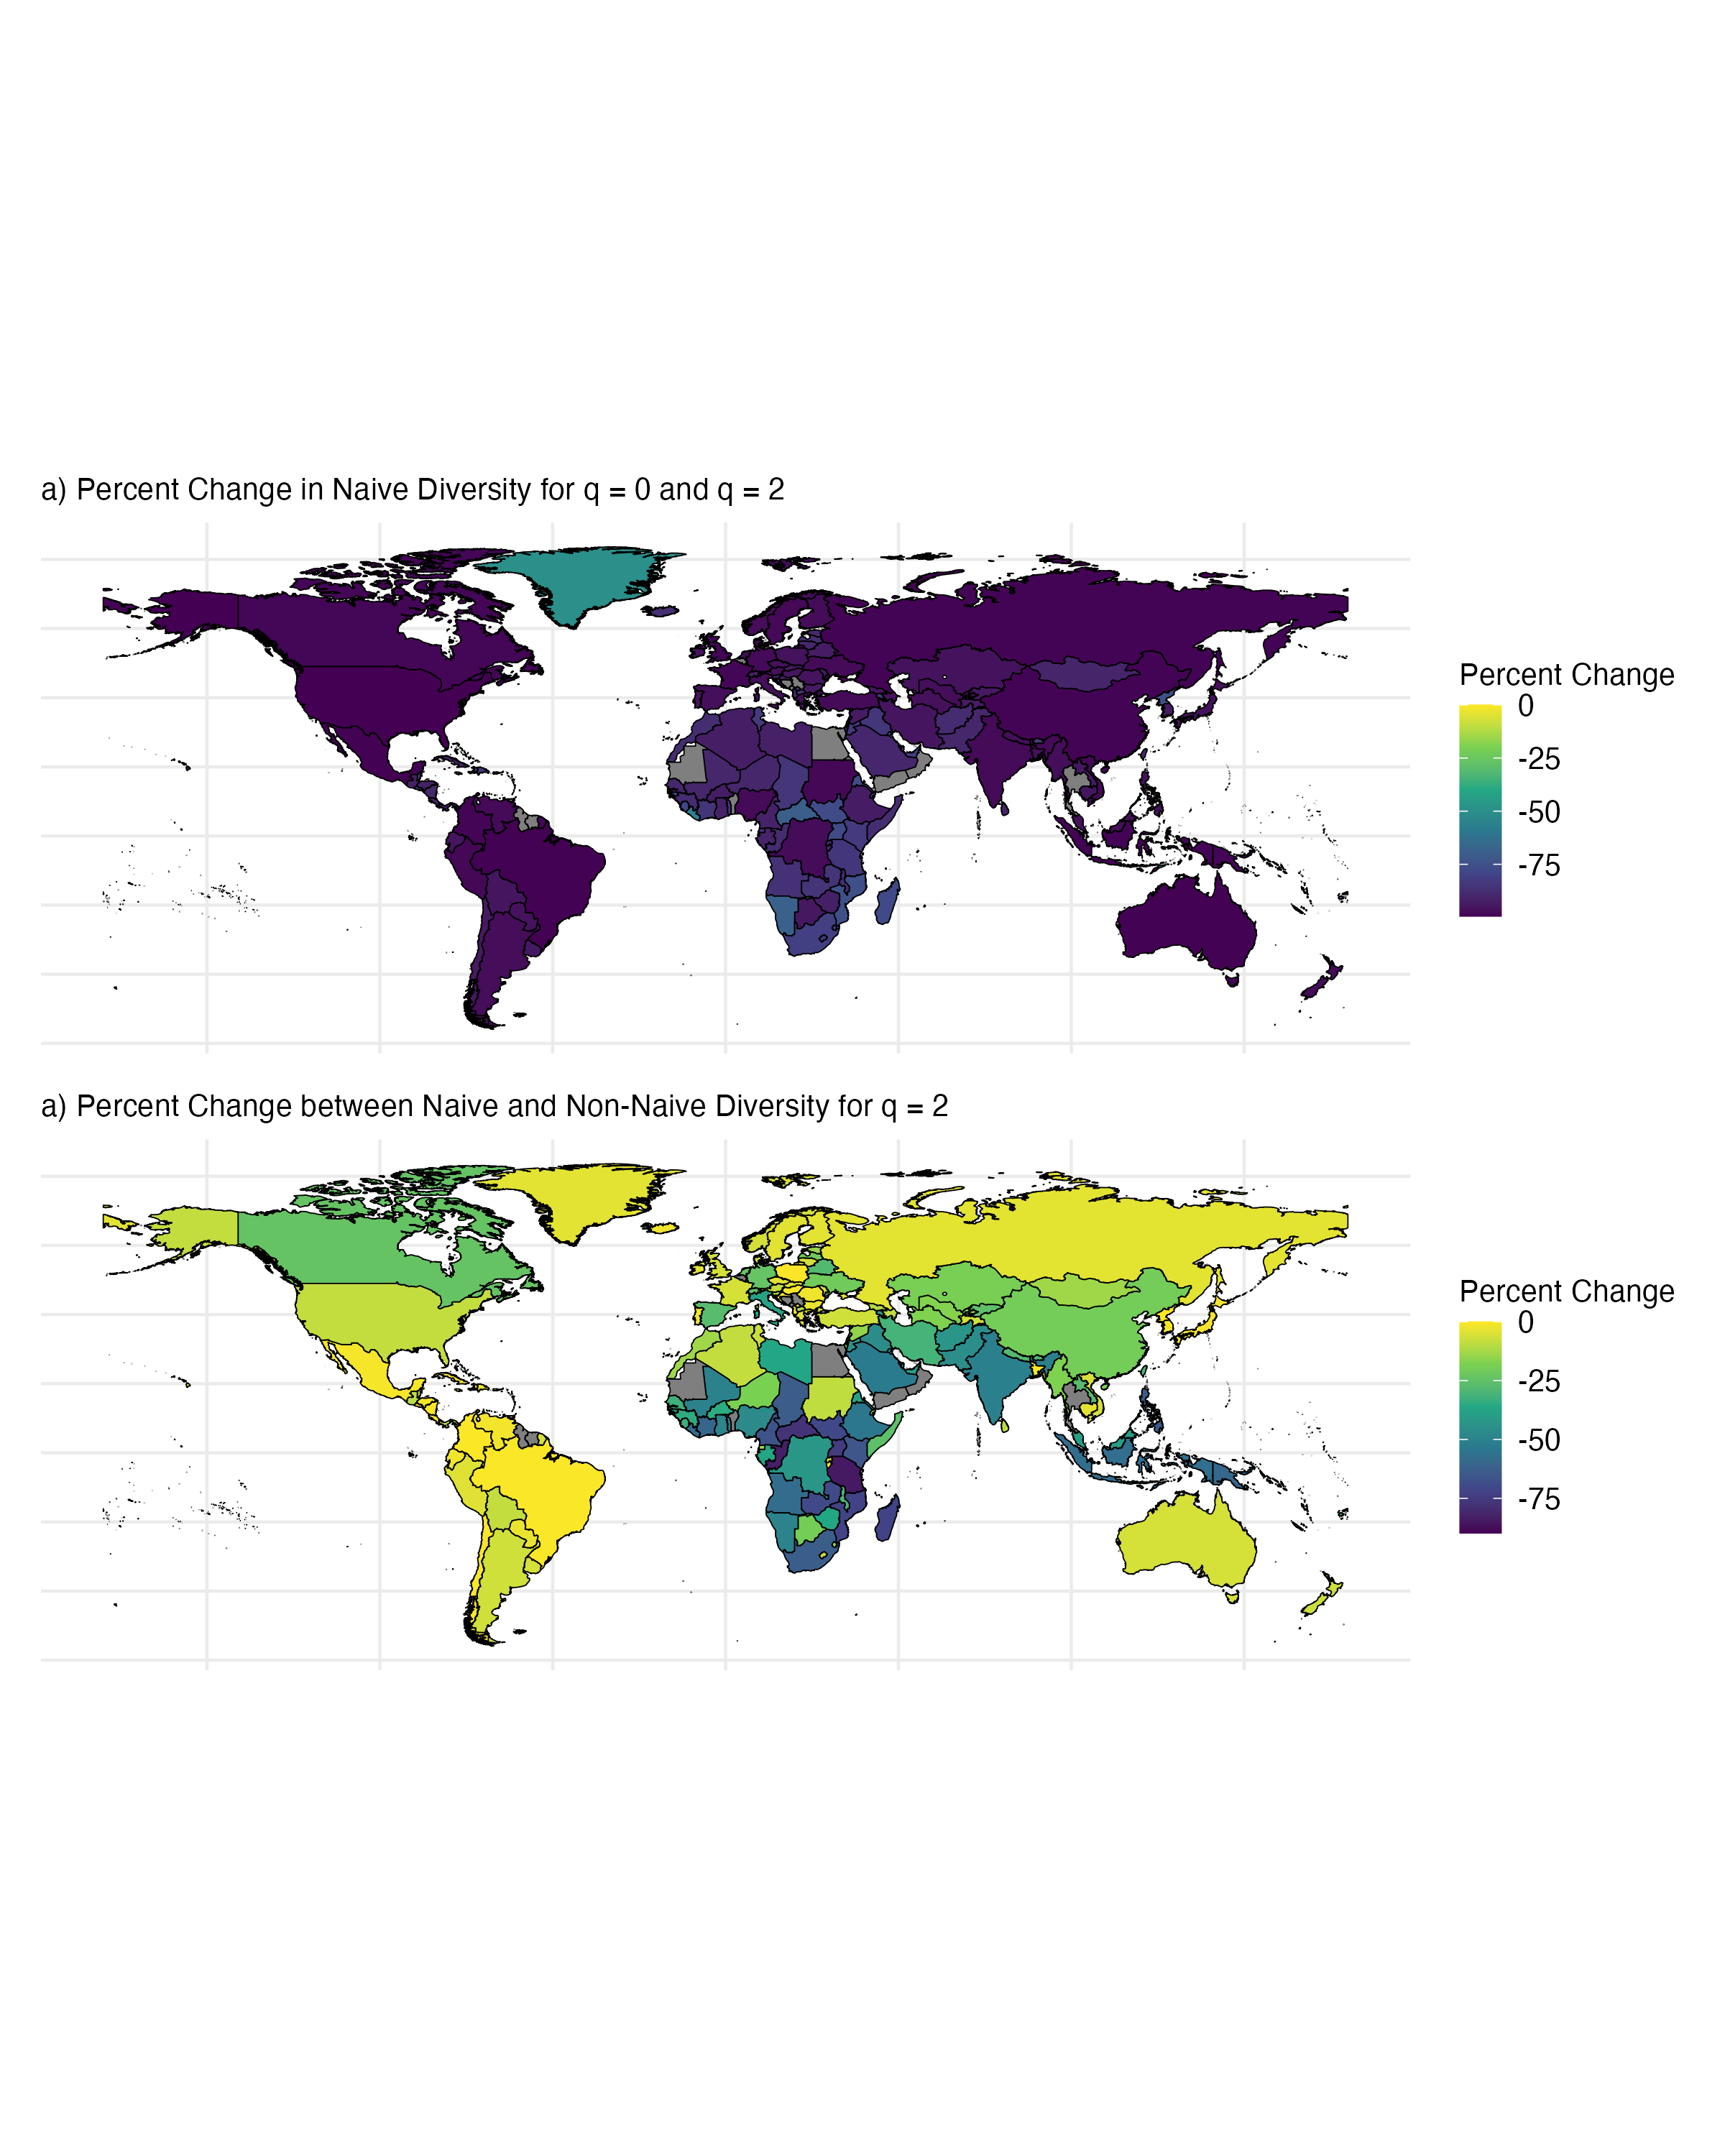 a) Percent Change in Naive Diversity for q = 0 and q = 2
Percent Change
0
-25
-50
-75
a) Percent Change between Naive and Non-Naive Diversity for q = 2
Percent Change
0
-25
-50
-75